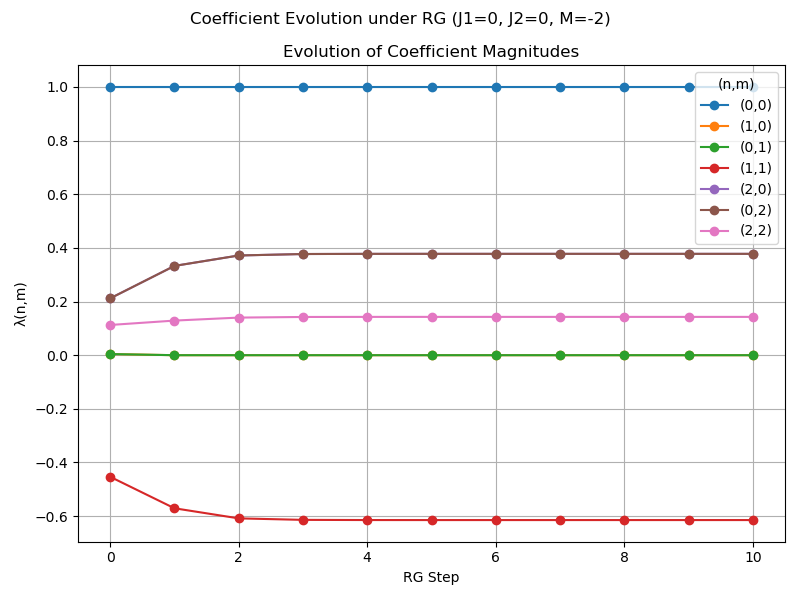 Coefficient Evolution under RG (J1=0, J2=0, M=-2)
Evolution of Coefficient Magnitudes
λ(n,m)
1.0
0.8
0.6
0.4
0.2
0.0
−0.2
−0.4
−0.6
(n,m)
(0,0)
(1,0)
(0,1)
(1,1)
(2,0)
(0,2)
(2,2)
0 2 4 6 8 10
RG Step